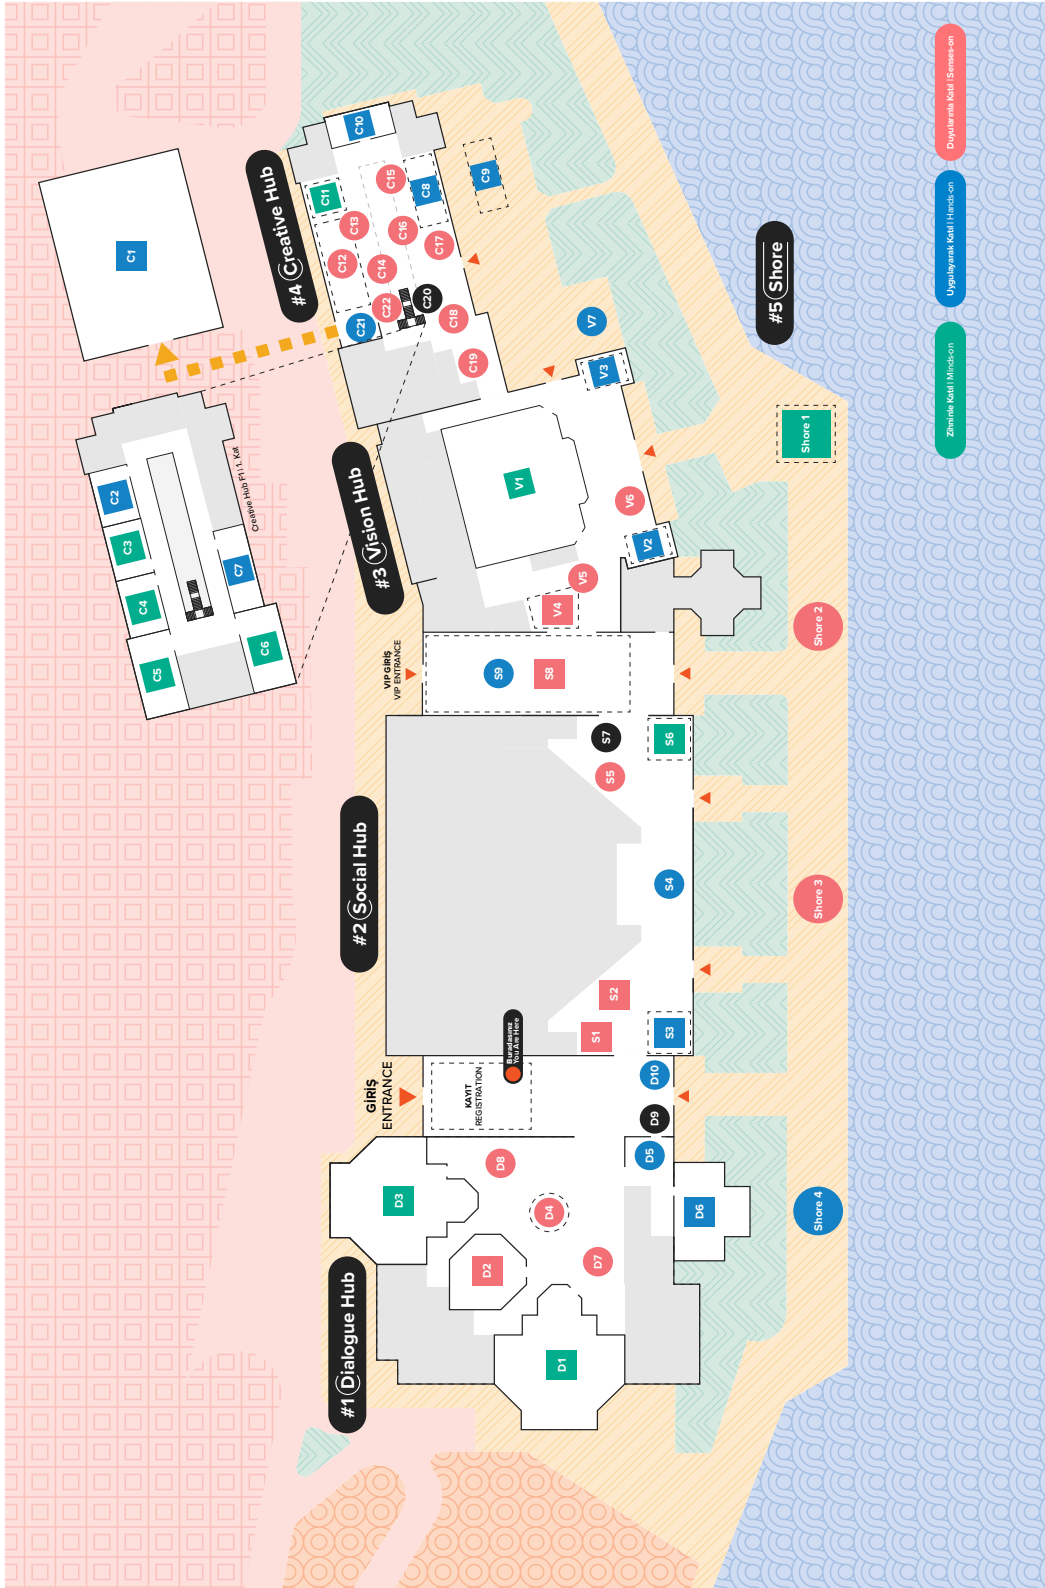 #1 Dialogue Hub
D1
D2
D3
D4
D5
D6
D7
D8
D9
D10
GİRİŞ
ENTRANCE
KAYIT
REGISTRATION
Buradasınız
You Are Here
#2 Social Hub
S1
S2
S3
S4
S5
S6
S7
S8
S9
VIP GİRİŞ
VIP ENTRANCE
#3 Vision Hub
V1
V2
V3
V4
V5
V6
V7
#4 Creative Hub
C1
C2
C3
C4
C5
C6
C7
Creative Hub F1 | 1. Kat
C8
C9
C10
C11
C12
C13
C14
C15
C16
C17
C18
C19
C20
C21
C22
#5 Shore
Shore 1
Shore 2
Shore 3
Shore 4
Zihninle Katıl | Minds-on
Uygulayarak Katıl | Hands-on
Duyularınla Katıl | Senses-on